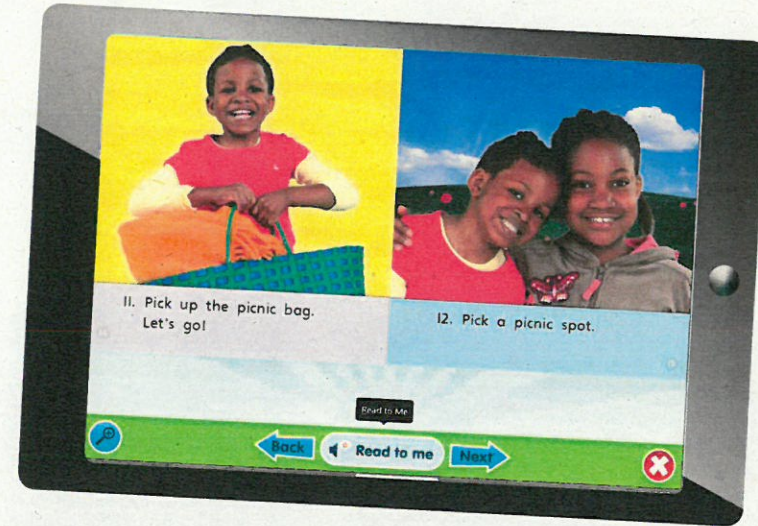 11. Pick up the picnic bag.
Let's go!
12. Pick a picnic spot.
Read to Me
Back
Read to me
Next